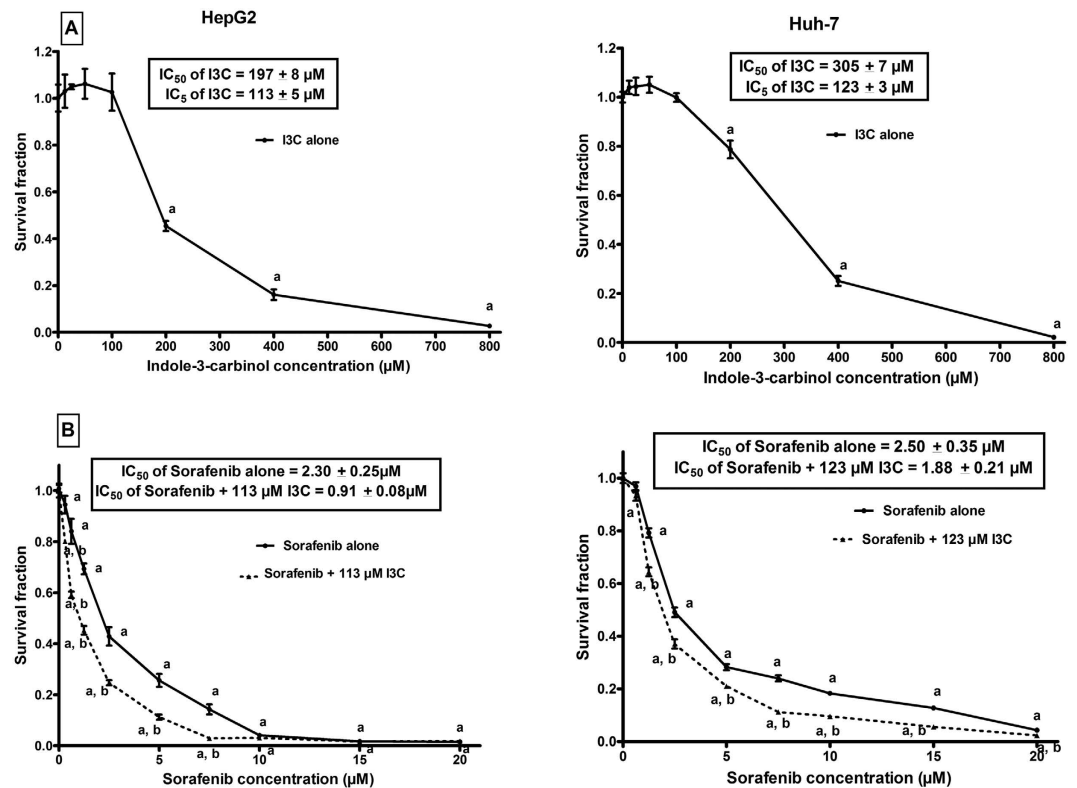 A
HepG2
IC50 of I3C = 197 ± 8 µM
IC5 of I3C = 113 ± 5 µM
I3C alone
Survival fraction
1.2
1.0
0.8
0.6
0.4
0.2
0.0
a
a
a
0 100 200 300 400 500 600 700 800
Indole-3-carbinol concentration (µM)
Huh-7
IC50 of I3C = 305 ± 7 µM
IC5 of I3C = 123 ± 3 µM
I3C alone
Survival fraction
1.2
1.0
0.8
0.6
0.4
0.2
0.0
a
a
a
0 100 200 300 400 500 600 700 800
Indole-3-carbinol concentration (µM)
B
IC50 of Sorafenib alone = 2.30 ± 0.25µM
IC50 of Sorafenib + 113 µM I3C = 0.91 ± 0.08µM
Sorafenib alone
Sorafenib + 113 µM I3C
Survival fraction
1.0
0.8
0.6
0.4
0.2
0.0
a
a
a
a
a
a
a
a, b
a, b
a, b
a, b
a, b
a, b
a
a
a
0 5 10 15 20
Sorafenib concentration (µM)
IC50 of Sorafenib alone = 2.50 ± 0.35 µM
IC50 of Sorafenib + 123 µM I3C = 1.88 ± 0.21 µM
Sorafenib alone
Sorafenib + 123 µM I3C
Survival fraction
1.0
0.8
0.6
0.4
0.2
0.0
a
a
a
a
a
a
a
a
a, b
a, b
a, b
a, b
a, b
a, b
a, b
0 5 10 15 20
Sorafenib concentration (µM)